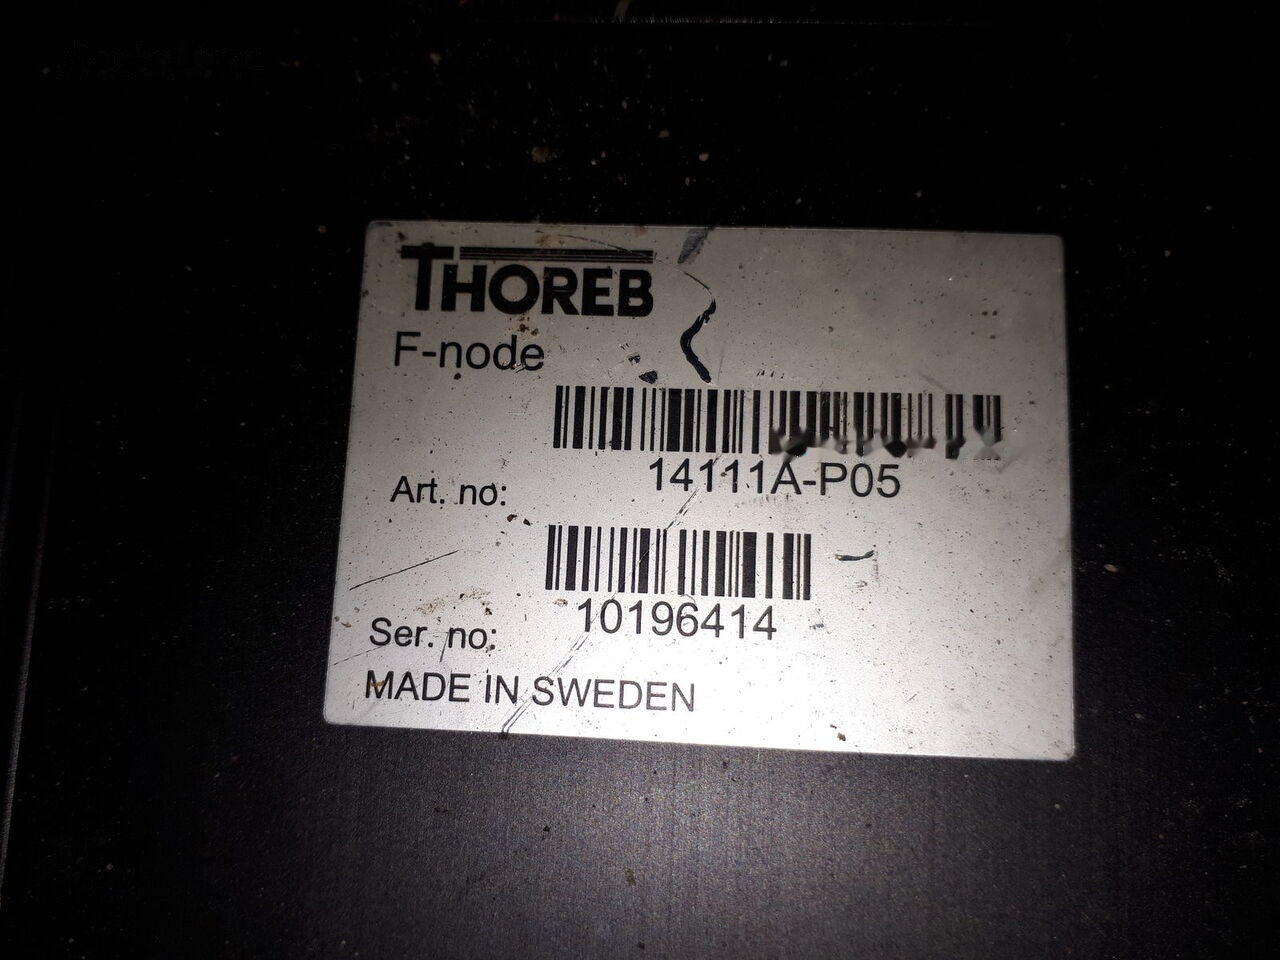 THOREB
F-node
14111A-P05
Art. no:
10196414
Ser. no:
MADE IN SWEDEN